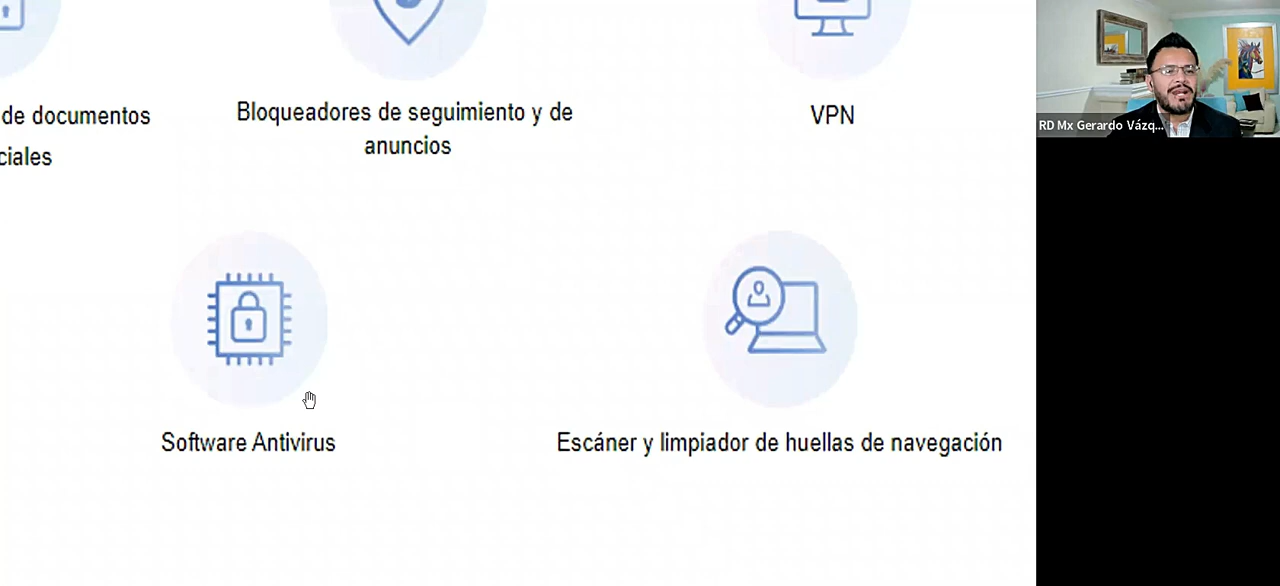 de documentos
ciales
Bloqueadores de seguimiento y de
anuncios
VPN
RD Mx Gerardo Vázq...
Software Antivirus
Escáner y limpiador de huellas de navegación